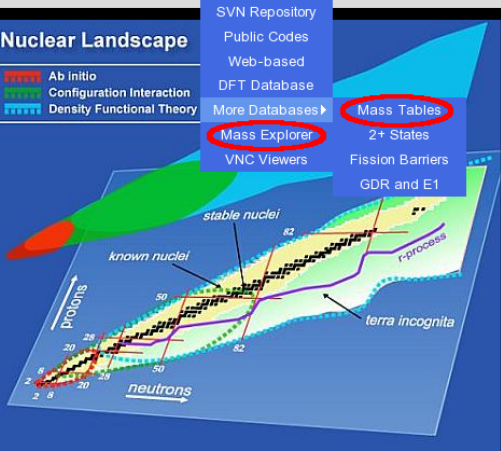 SVN Repository
Public Codes
Web-based
DFT Database
More Databases
Mass Explorer
VNC Viewers
Mass Tables
2+ States
Fission Barriers
GDR and E1
Nuclear Landscape
Ab initio
Configuration Interaction
Density Functional Theory
stable nuclei
known nuclei
82
r-process
50
terra incognita
protons
28
20
82
50
28
20
8
2
2
8
neutrons